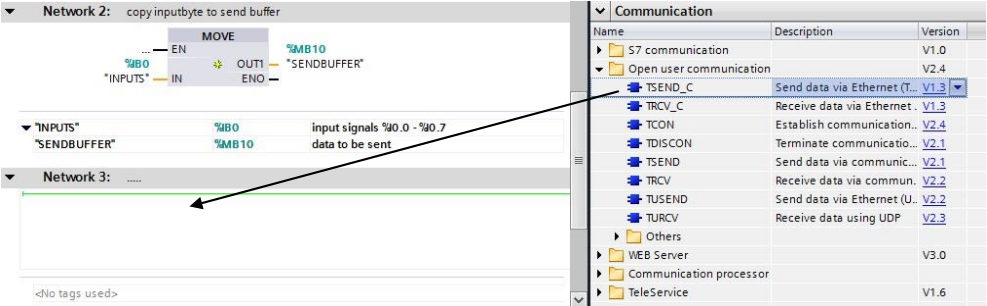 Network 2: copy inputbyte to send buffer
MOVE
... EN
%MB10
%IB0
OUT1 "SENDBUFFER"
"INPUTS" IN ENO
"INPUTS" %IB0 input signals %I0.0 - %I0.7
"SENDBUFFER" %MB10 data to be sent
Network 3: .....
<No tags used>
Communication
Name Description Version
S7 communication V1.0
Open user communication V2.4
TSEND_C Send data via Ethernet (T... V1.3
TRCV_C Receive data via Ethernet . V1.3
TCON Establish communication.. V2.4
TDISCON Terminate communicatio... V2.1
TSEND Send data via communic... V2.1
TRCV Receive data via commun. V2.2
TUSEND Send data via Ethernet (U.. V2.2
TURCV Receive data using UDP V2.3
Others
WEB Server V3.0
Communication processor
TeleService V1.6